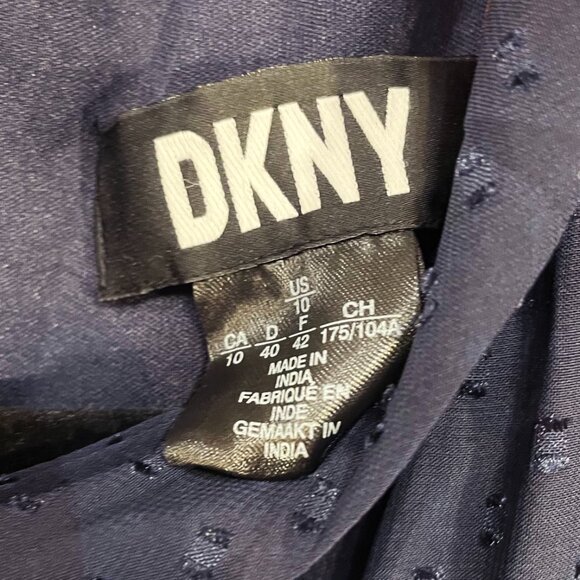 DKNY
US
10
CA D F CH
10 40 42 175/104A
MADE IN
INDIA
FABRIQUÉ EN
INDE
GEMAAKT IN
INDIA